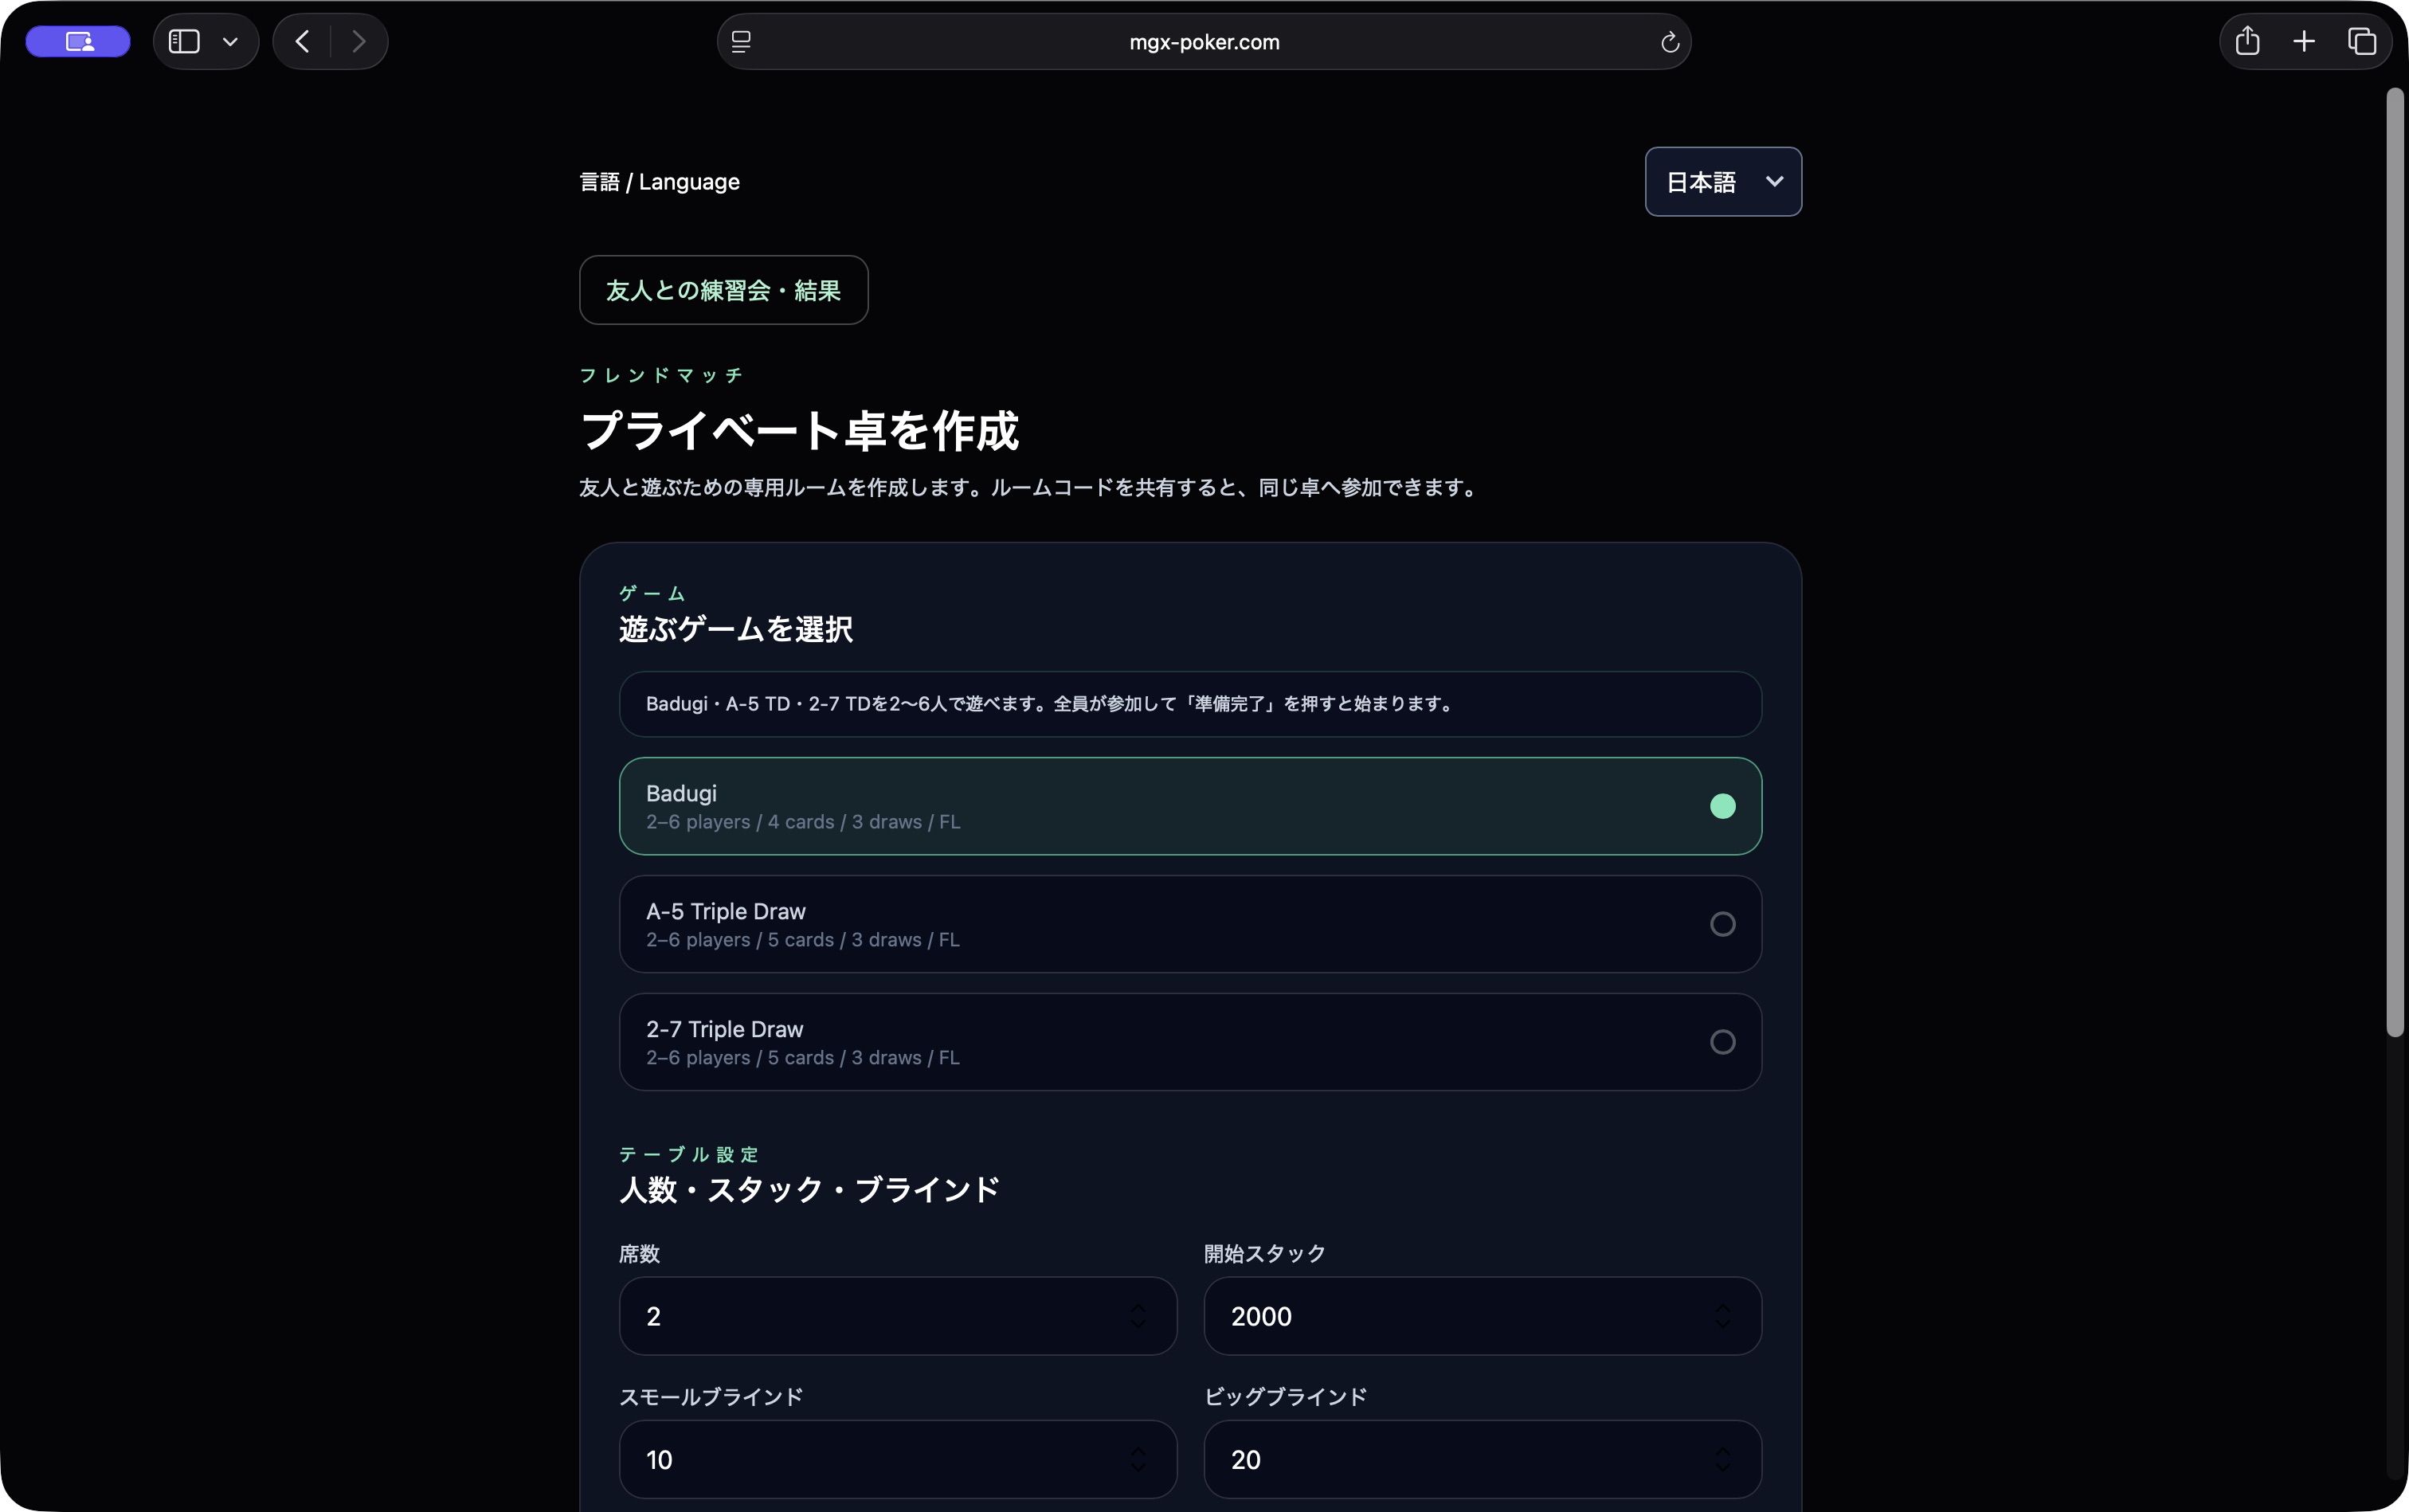 mgx-poker.com
言語 / Language
日本語
友人との練習会・結果
フレンドマッチ
プライベート卓を作成
友人と遊ぶための専用ルームを作成します。ルームコードを共有すると、同じ卓へ参加できます。
ゲーム
遊ぶゲームを選択
Badugi・A-5 TD・2-7 TDを2〜6人で遊べます。全員が参加して「準備完了」を押すと始まります。
Badugi
2–6 players / 4 cards / 3 draws / FL
A-5 Triple Draw
2–6 players / 5 cards / 3 draws / FL
2-7 Triple Draw
2–6 players / 5 cards / 3 draws / FL
テーブル設定
人数・スタック・ブラインド
席数
開始スタック
2
2000
スモールブラインド
ビッグブラインド
10
20